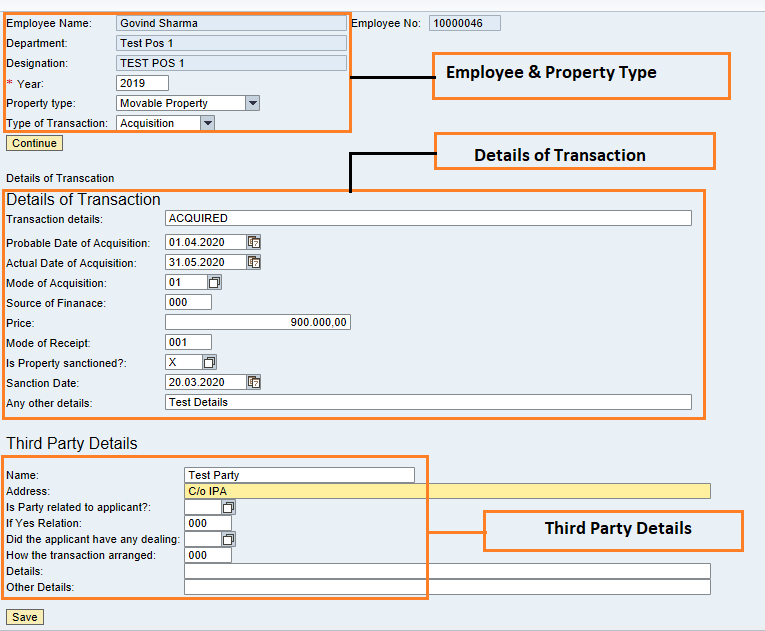 Employee Name: Govind Sharma Employee No: 10000046
Department: Test Pos 1
Designation: TEST POS 1
* Year: 2019
Employee & Property Type
Property type: Movable Property
Type of Transaction: Acquisition
Continue
Details of Transaction
Details of Transcation
Details of Transaction
Transaction details: ACQUIRED
Probable Date of Acquisition: 01.04.2020
Actual Date of Acquisition: 31.05.2020
Mode of Acquisition: 01
Source of Finanace: 000
Price: 900.000,00
Mode of Receipt: 001
Is Property sanctioned?: X
Sanction Date: 20.03.2020
Any other details: Test Details
Third Party Details
Name: Test Party
Address: C/o IPA
Is Party related to applicant?:
If Yes Relation: 000
Third Party Details
Did the applicant have any dealing:
How the transaction arranged: 000
Details:
Other Details:
Save